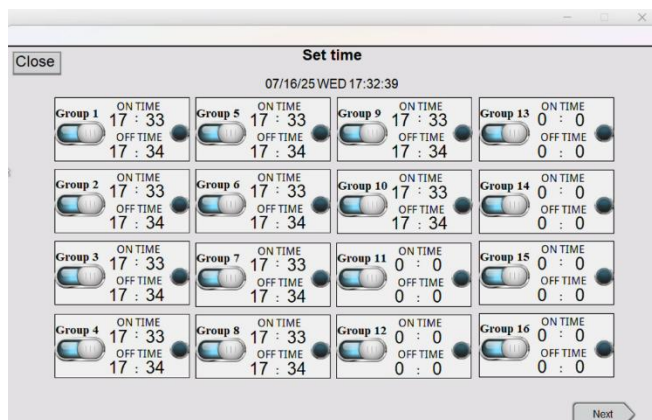 Set time
Close
07/16/25 WED 17:32:39
Group 1 ON TIME 17 : 33 OFF TIME 17 : 34
Group 5 ON TIME 17 : 33 OFF TIME 17 : 34
Group 9 ON TIME 17 : 33 OFF TIME 17 : 34
Group 13 ON TIME 0 : 0 OFF TIME 0 : 0
Group 2 ON TIME 17 : 33 OFF TIME 17 : 34
Group 6 ON TIME 17 : 33 OFF TIME 17 : 34
Group 10 ON TIME 17 : 33 OFF TIME 17 : 34
Group 14 ON TIME 0 : 0 OFF TIME 0 : 0
Group 3 ON TIME 17 : 33 OFF TIME 17 : 34
Group 7 ON TIME 17 : 33 OFF TIME 17 : 34
Group 11 ON TIME 0 : 0 OFF TIME 0 : 0
Group 15 ON TIME 0 : 0 OFF TIME 0 : 0
Group 4 ON TIME 17 : 33 OFF TIME 17 : 34
Group 8 ON TIME 17 : 33 OFF TIME 17 : 34
Group 12 ON TIME 0 : 0 OFF TIME 0 : 0
Group 16 ON TIME 0 : 0 OFF TIME 0 : 0
Next